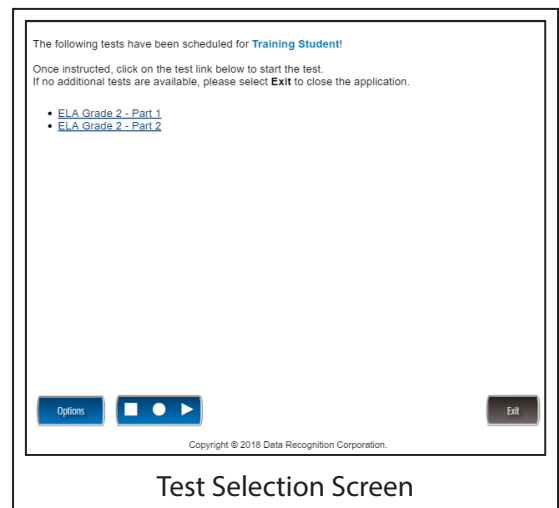 The following tests have been scheduled for Training Student!
Once instructed, click on the test link below to start the test.
If no additional tests are available, please select Exit to close the application.
• ELA Grade 2 - Part 1
• ELA Grade 2 - Part 2
Options
Exit
Copyright © 2018 Data Recognition Corporation.
Test Selection Screen